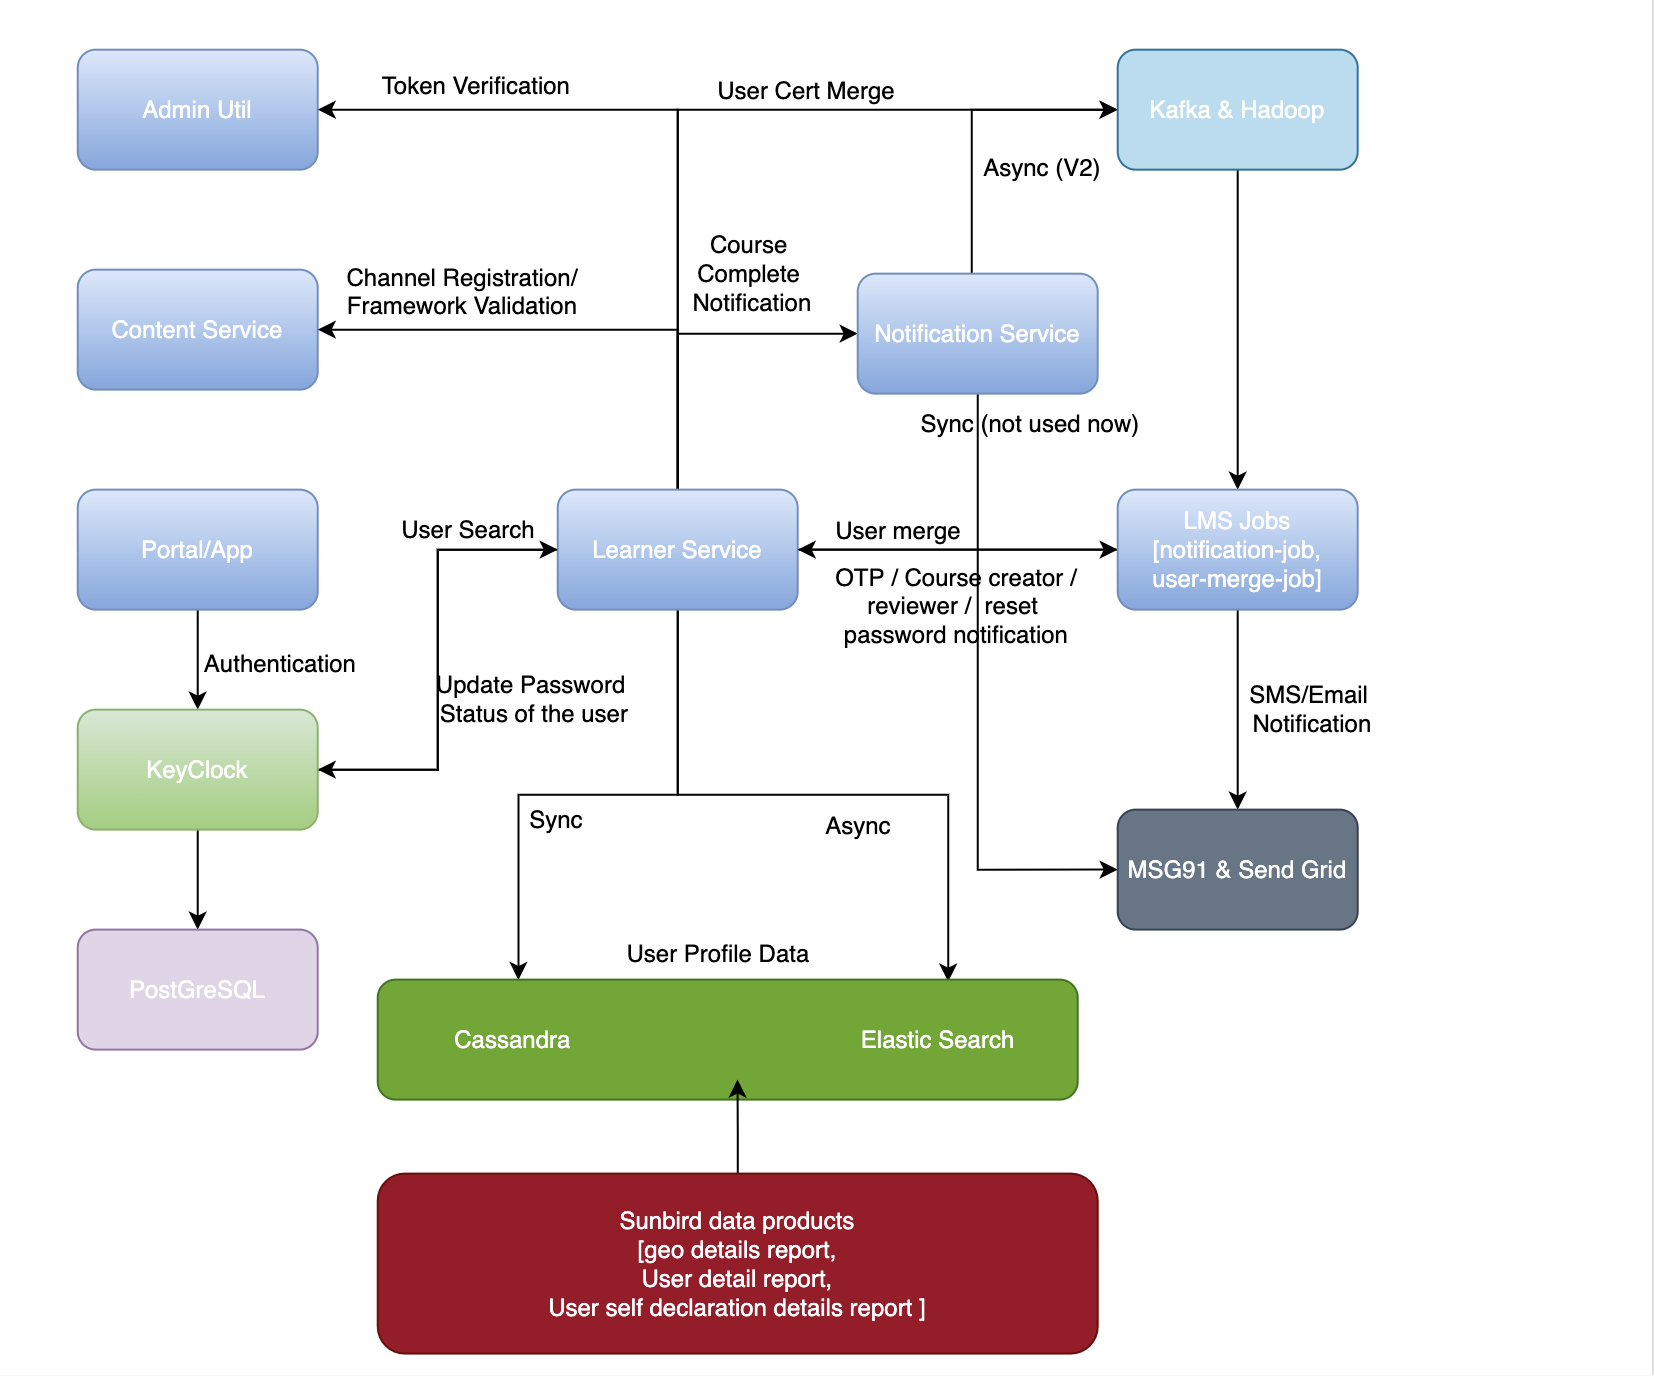 Token Verification
User Cert Merge
Admin Util
Kafka & Hadoop
Async (V2)
Course
Complete
Notification
Channel Registration/
Framework Validation
Content Service
Notification Service
Sync (not used now)
Portal/App
User Search
Learner Service
User merge
LMS Jobs
[notification-job,
user-merge-job]
OTP / Course creator /
reviewer / reset
password notification
Authentication
Update Password
Status of the user
SMS/Email
Notification
KeyClock
Sync
Async
MSG91 & Send Grid
User Profile Data
PostGreSQL
Cassandra
Elastic Search
Sunbird data products
[geo details report,
User detail report,
User self declaration details report ]